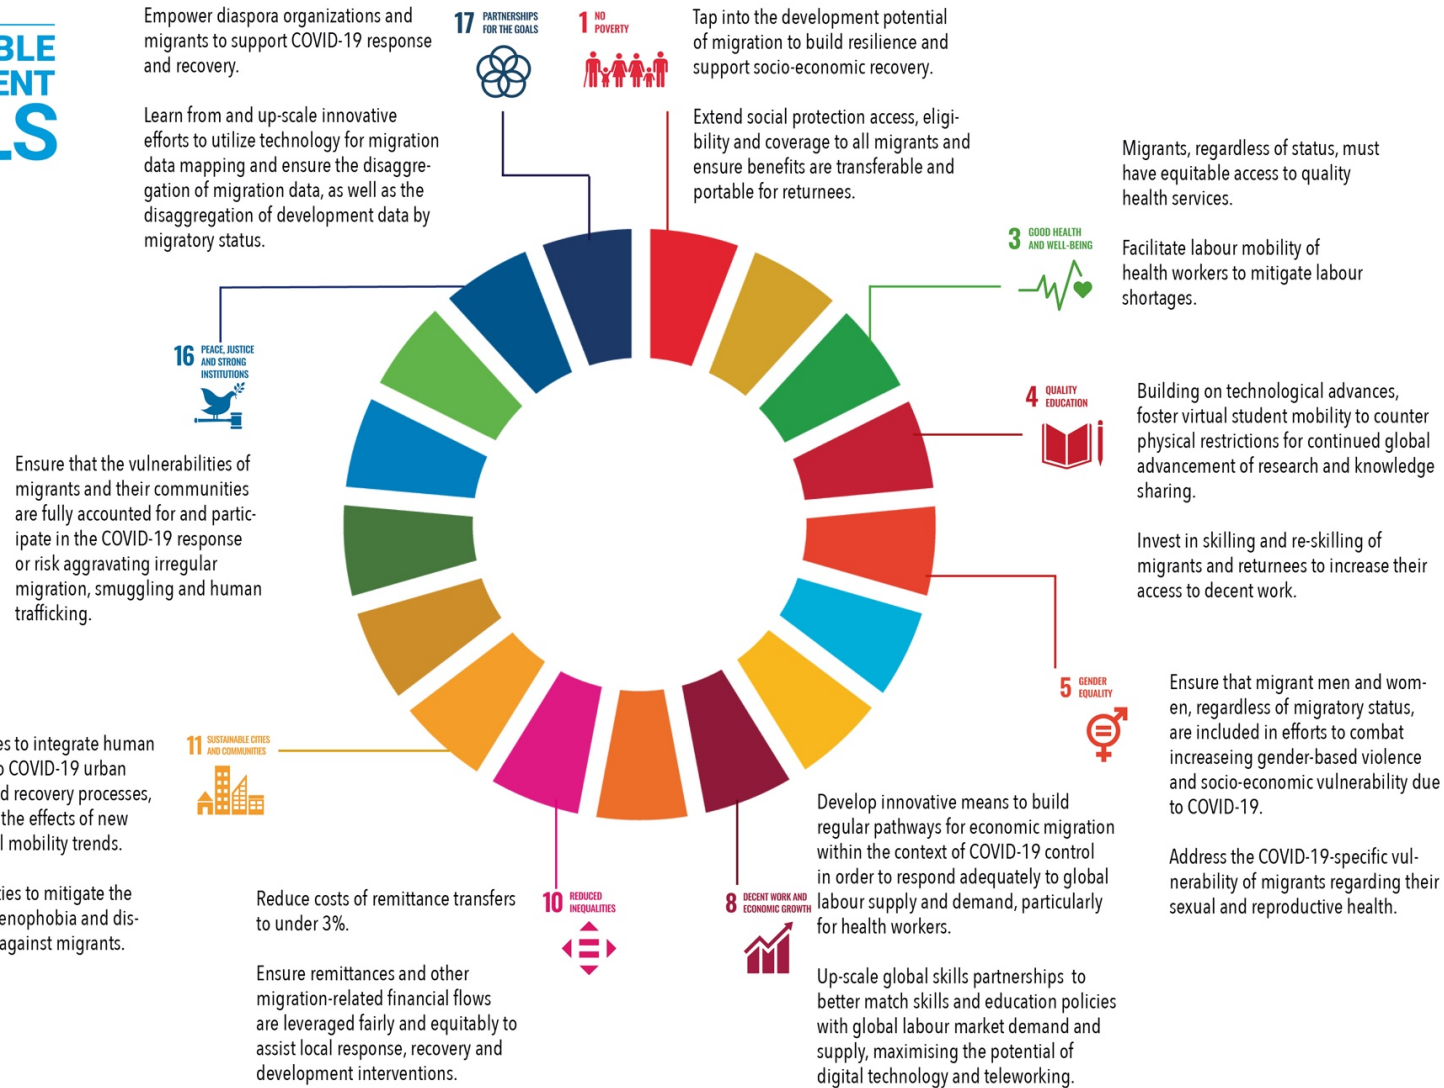 BLE
ENT
LS
Empower diaspora organizations and
migrants to support COVID-19 response
and recovery.
Learn from and up-scale innovative
efforts to utilize technology for migration
data mapping and ensure the disaggre-
gation of migration data, as well as the
disaggregation of development data by
migratory status.
17 PARTNERSHIPS
FOR THE GOALS
1 NO
POVERTY
Tap into the development potential
of migration to build resilience and
support socio-economic recovery.
Extend social protection access, eligi-
bility and coverage to all migrants and
ensure benefits are transferable and
portable for returnees.
3 GOOD HEALTH
AND WELL-BEING
Migrants, regardless of status, must
have equitable access to quality
health services.
Facilitate labour mobility of
health workers to mitigate labour
shortages.
4 QUALITY
EDUCATION
Building on technological advances,
foster virtual student mobility to counter
physical restrictions for continued global
advancement of research and knowledge
sharing.
Invest in skilling and re-skilling of
migrants and returnees to increase their
access to decent work.
16 PEACE, JUSTICE
AND STRONG
INSTITUTIONS
Ensure that the vulnerabilities of
migrants and their communities
are fully accounted for and partic-
ipate in the COVID-19 response
or risk aggravating irregular
migration, smuggling and human
trafficking.
5 GENDER
EQUALITY
Ensure that migrant men and wom-
en, regardless of migratory status,
are included in efforts to combat
increaseing gender-based violence
and socio-economic vulnerability due
to COVID-19.
Address the COVID-19-specific vul-
nerability of migrants regarding their
sexual and reproductive health.
es to integrate human
o COVID-19 urban
d recovery processes,
the effects of new
l mobility trends.
ties to mitigate the
enophobia and dis-
against migrants.
11 SUSTAINABLE CITIES
AND COMMUNITIES
Reduce costs of remittance transfers
to under 3%.
Ensure remittances and other
migration-related financial flows
are leveraged fairly and equitably to
assist local response, recovery and
development interventions.
10 REDUCED
INEQUALITIES
8 DECENT WORK AND
ECONOMIC GROWTH
Develop innovative means to build
regular pathways for economic migration
within the context of COVID-19 control
in order to respond adequately to global
labour supply and demand, particularly
for health workers.
Up-scale global skills partnerships to
better match skills and education policies
with global labour market demand and
supply, maximising the potential of
digital technology and teleworking.